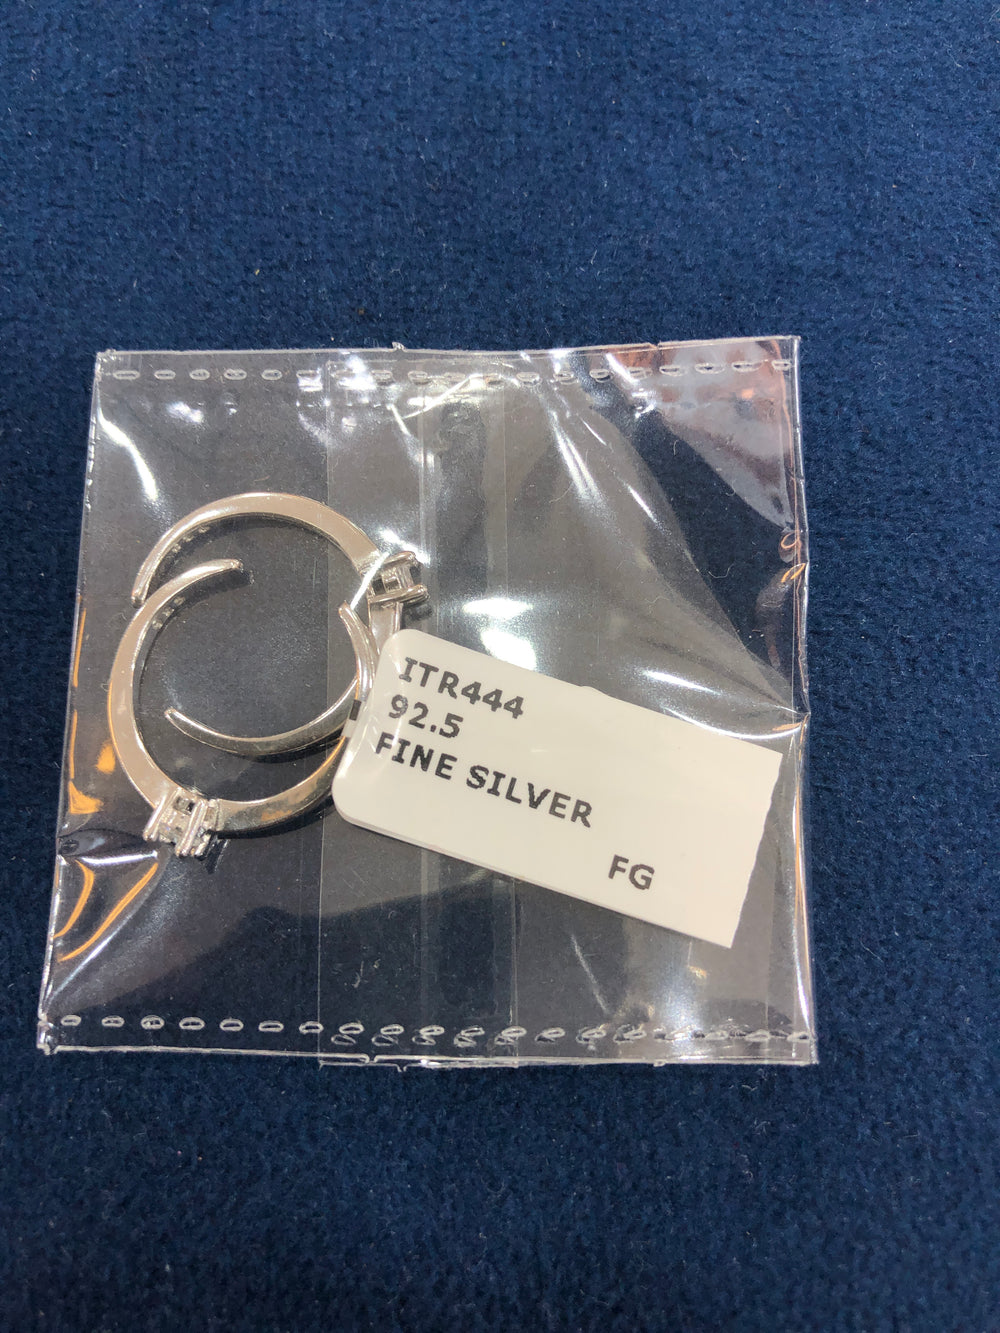 ITR444
92.5
FINE SILVER
FG